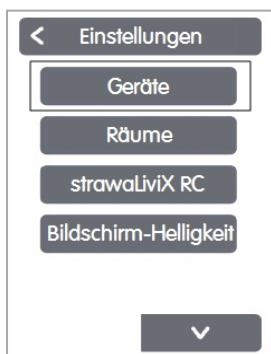 Einstellungen
Geräte
Räume
strawaLiviX RC
Bildschirm-Helligkeit